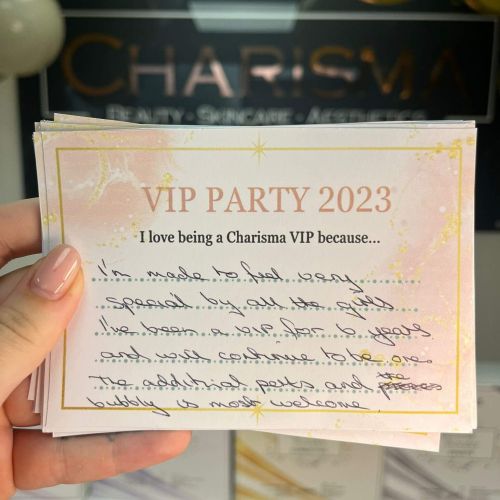 CHARISMA
BEAUTY · SKINCARE · AESTHETICS
VIP PARTY 2023
I love being a Charisma VIP because...
I'm made to feel very
special by all the girls
I've been a VIP for 6 years
and will continue to be one.
The additional perks and the
bubbly is most welcome.